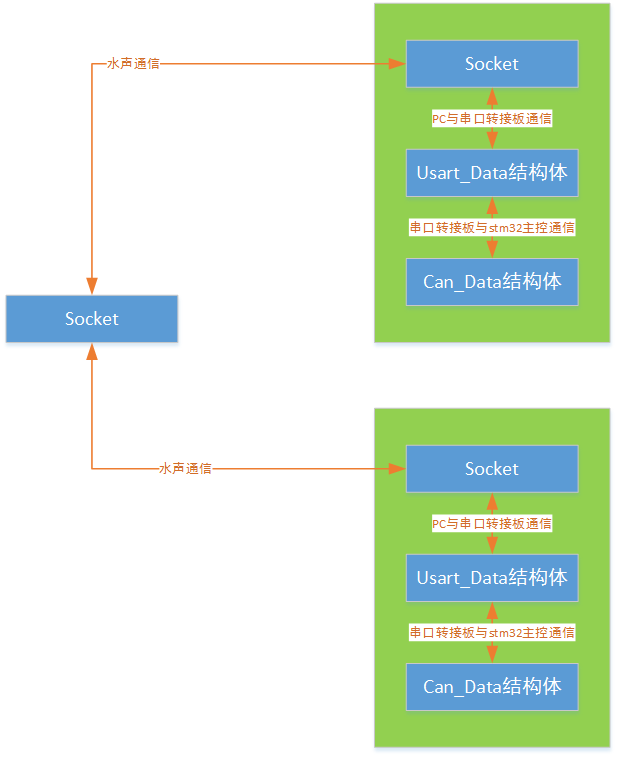 Socket
水声通信
PC与串口转接板通信
Usart_Data结构体
串口转接板与stm32主控通信
Can_Data结构体
Socket
Socket
水声通信
PC与串口转接板通信
Usart_Data结构体
串口转接板与stm32主控通信
Can_Data结构体